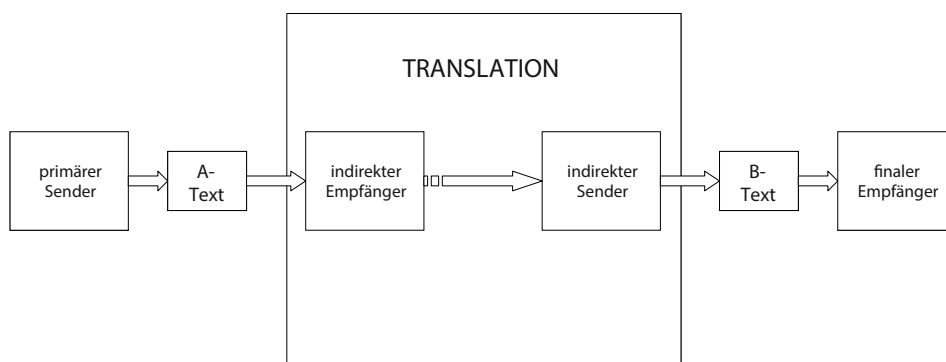 TRANSLATION
primärer
Sender
A-
Text
indirekter
Empfänger
indirekter
Sender
B-
Text
finaler
Empfänger